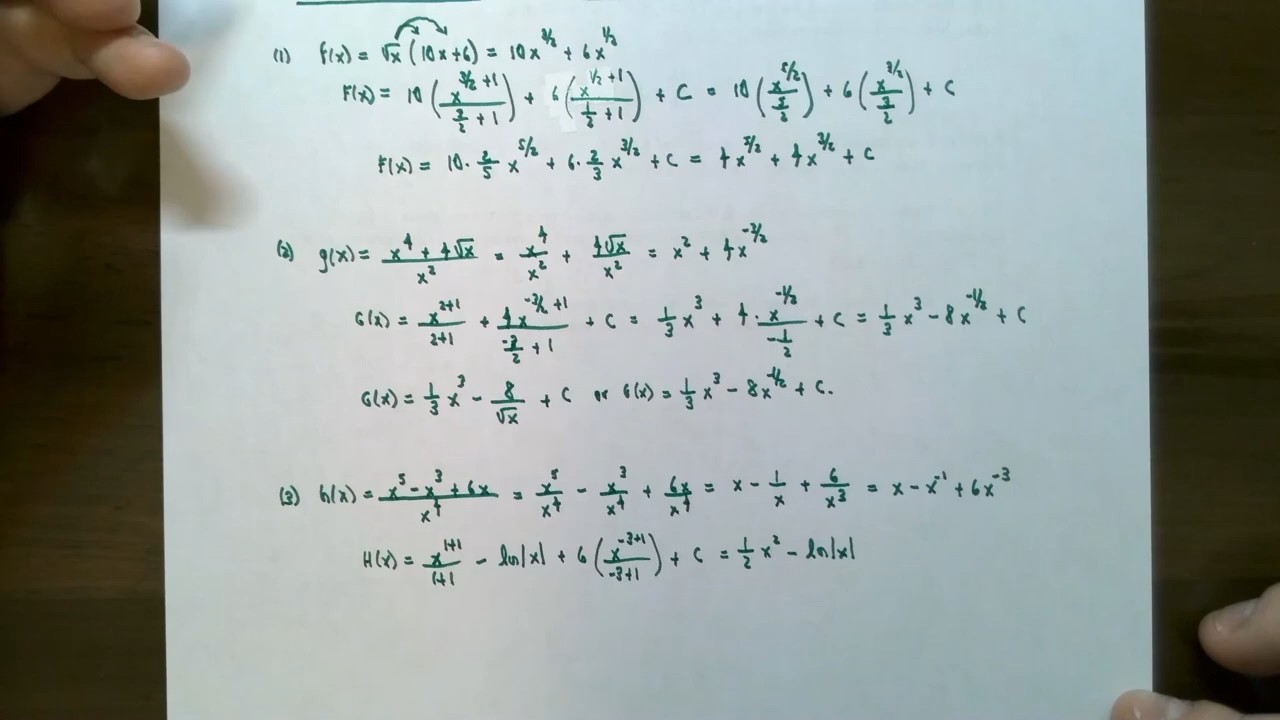 (1) f(x) = √x (10x+6) = 10x^{3/2} + 6x^{1/2}
F(x) = 10 (x^{3/2 +1}/(3/2 + 1)) + 6 (x^{1/2 +1}/(1/2 + 1)) + C = 10 (x^{5/2}/(5/2)) + 6 (x^{3/2}/(3/2)) + C
F(x) = 10 · 2/5 x^{5/2} + 6 · 2/3 x^{3/2} + C = 4x^{5/2} + 4x^{3/2} + C
(2) g(x) = (x^4 + 4√x)/x^2 = x^4/x^2 + 4√x/x^2 = x^2 + 4x^{-3/2}
G(x) = x^{2+1}/(2+1) + 4x^{-3/2 +1}/(-3/2 + 1) + C = 1/3 x^3 + 4 · x^{-1/2}/(-1/2) + C = 1/3 x^3 - 8x^{-1/2} + C
G(x) = 1/3 x^3 - 8/√x + C or G(x) = 1/3 x^3 - 8x^{-1/2} + C.
(3) h(x) = (x^5 - x^3 + 6x)/x^4 = x^5/x^4 - x^3/x^4 + 6x/x^4 = x - 1/x + 6/x^3 = x - x^{-1} + 6x^{-3}
H(x) = x^{1+1}/(1+1) - ln|x| + 6 (x^{-3+1}/(-3+1)) + C = 1/2 x^2 - ln|x|